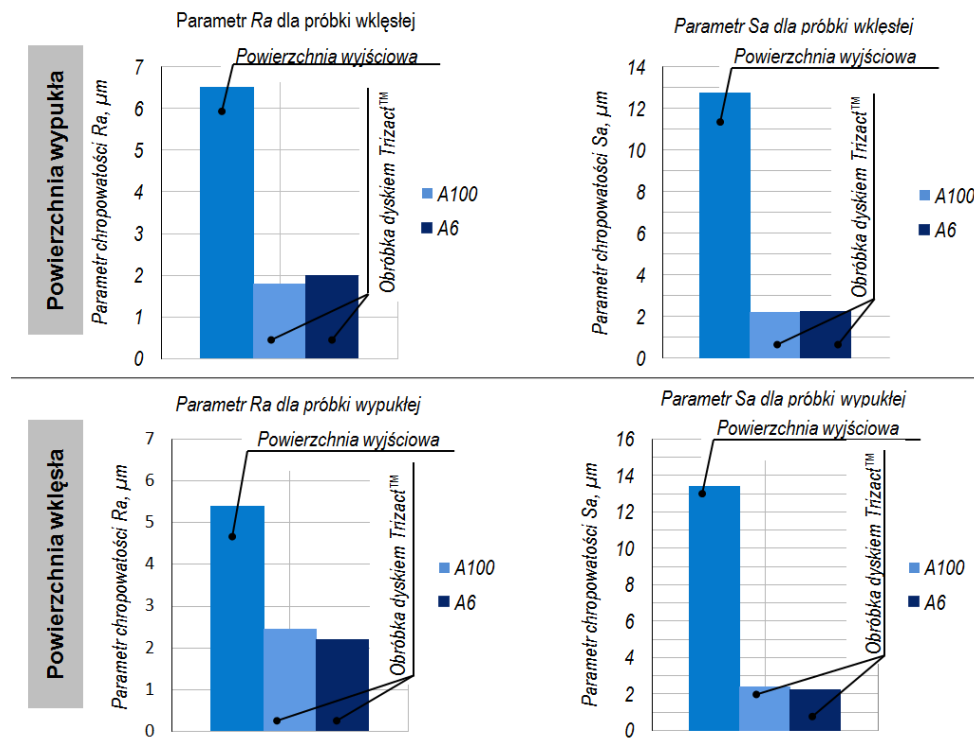 Powierzchnia wypukła
Parametr Ra dla próbki wklęsłej
Powierzchnia wyjściowa
Parametr chropowatości Ra, µm
7
6
5
4
3
2
1
0
Obróbka dyskiem Trizact™
A100
A6
Parametr Sa dla próbki wklęsłej
Powierzchnia wyjściowa
Parametr chropowatości Sa, µm
14
12
10
8
6
4
2
0
Obróbka dyskiem Trizact™
A100
A6
Powierzchnia wklęsła
Parametr Ra dla próbki wypukłej
Powierzchnia wyjściowa
Parametr chropowatości Ra, µm
7
6
5
4
3
2
1
0
Obróbka dyskiem Trizact™
A100
A6
Parametr Sa dla próbki wypukłej
Powierzchnia wyjściowa
Parametr chropowatości Sa, µm
16
14
12
10
8
6
4
2
0
Obróbka dyskiem Trizact™
A100
A6